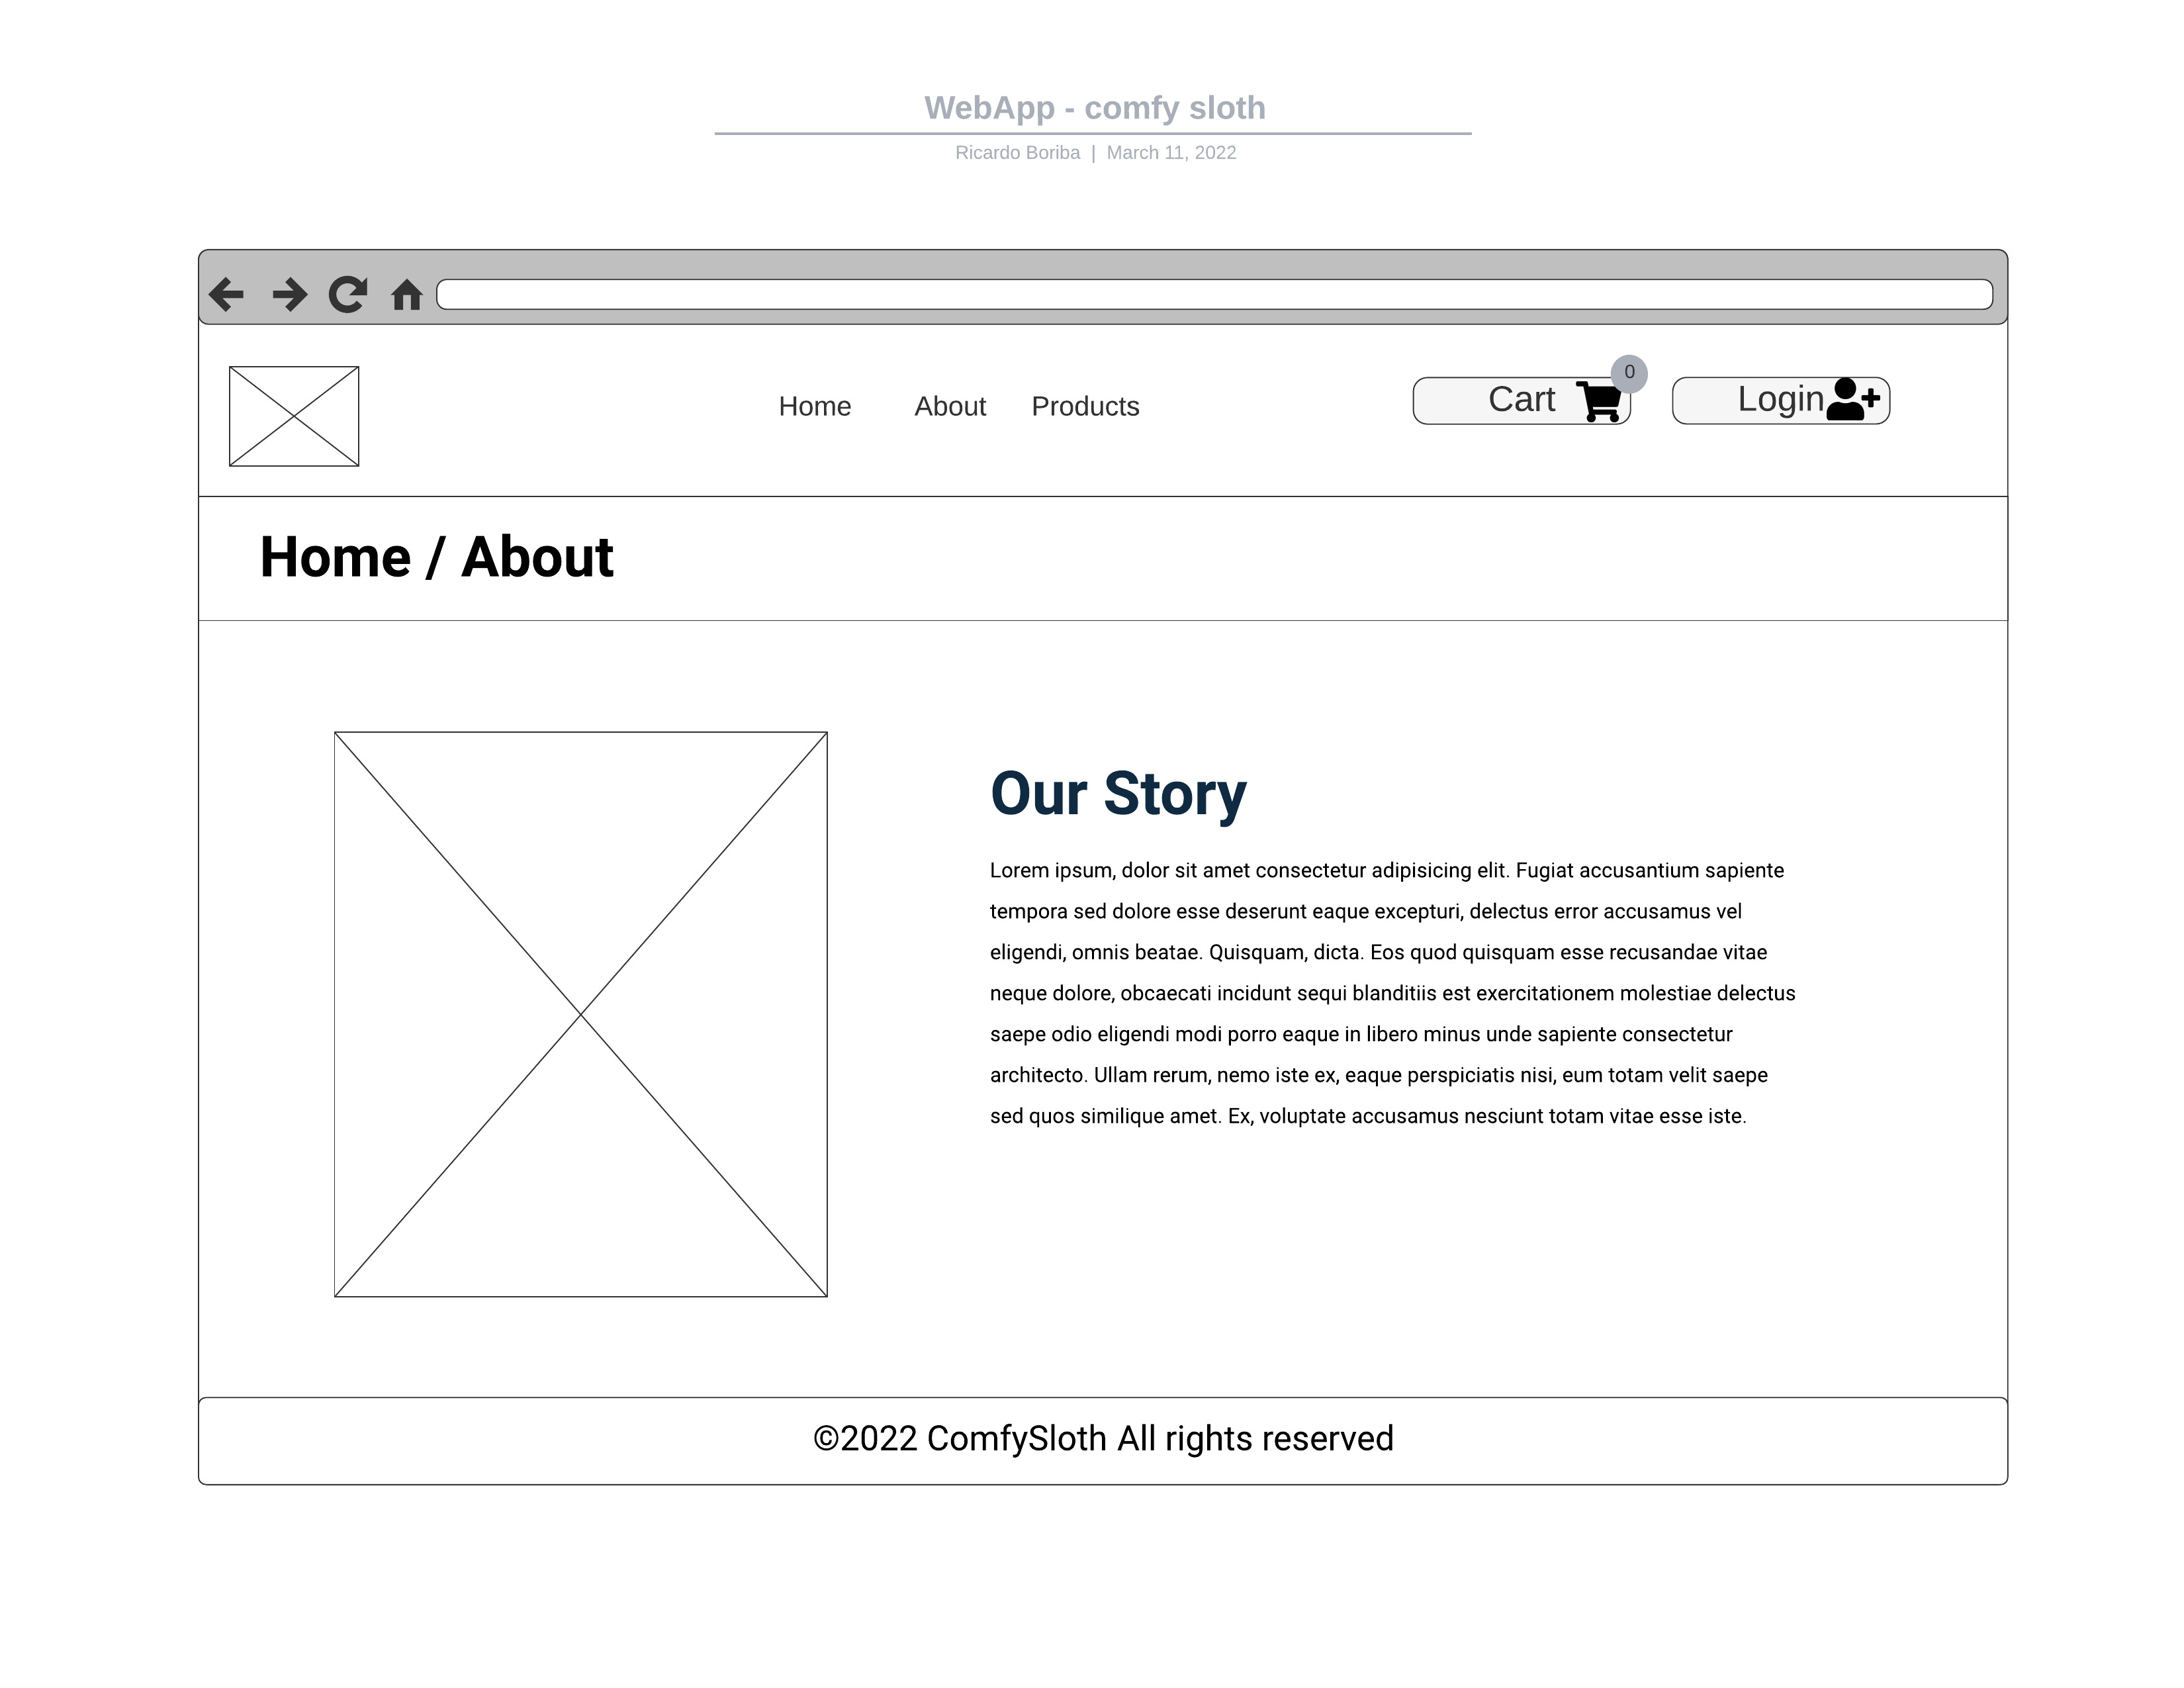 WebApp - comfy sloth
Ricardo Boriba | March 11, 2022
Home About Products Cart 0 Login
Home / About
Our Story
Lorem ipsum, dolor sit amet consectetur adipisicing elit. Fugiat accusantium sapiente
tempora sed dolore esse deserunt eaque excepturi, delectus error accusamus vel
eligendi, omnis beatae. Quisquam, dicta. Eos quod quisquam esse recusandae vitae
neque dolore, obcaecati incidunt sequi blanditiis est exercitationem molestiae delectus
saepe odio eligendi modi porro eaque in libero minus unde sapiente consectetur
architecto. Ullam rerum, nemo iste ex, eaque perspiciatis nisi, eum totam velit saepe
sed quos similique amet. Ex, voluptate accusamus nesciunt totam vitae esse iste.
©2022 ComfySloth All rights reserved